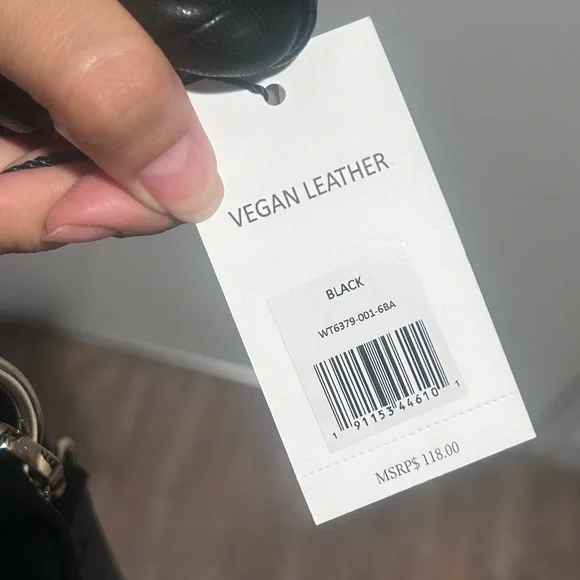 VEGAN LEATHER
BLACK
WT6379-001-6BA
1 91153 44610 1
MSRP$ 118.00